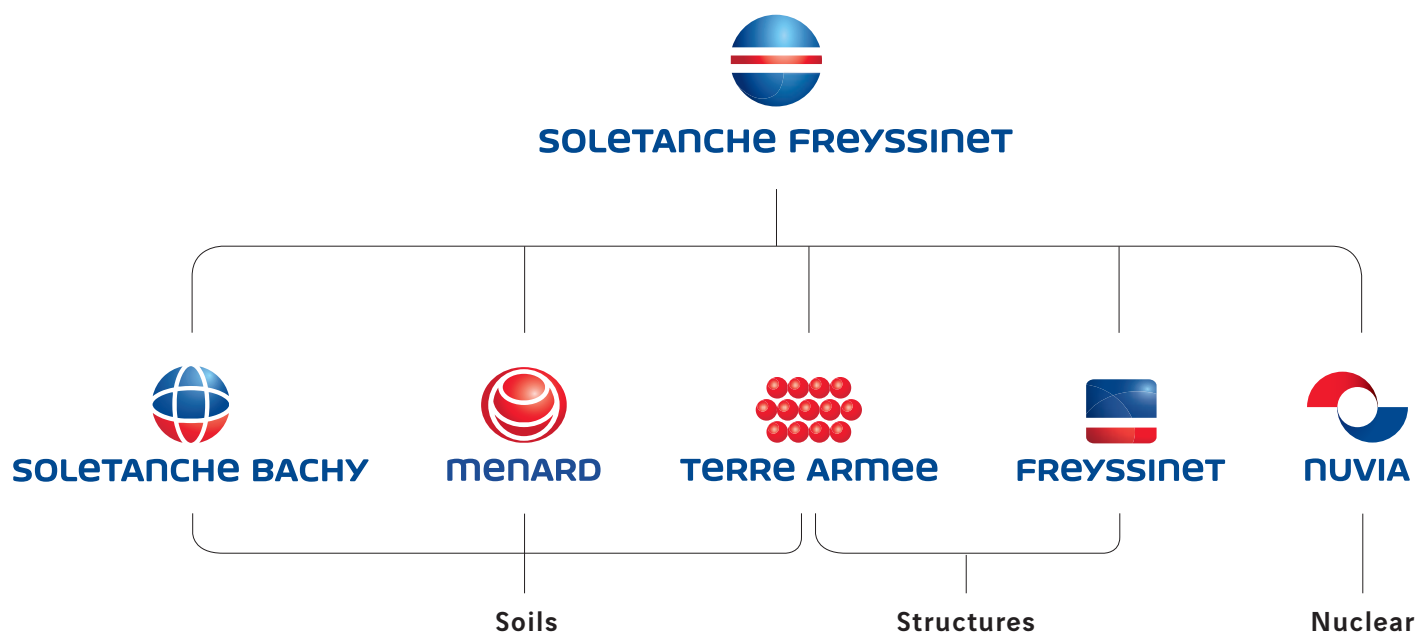 SOLETANCHE FREYSSINET
SOLETANCHE BACHY
MENARD
TERRE ARMEE
FREYSSINET
NUVIA
Soils
Structures
Nuclear